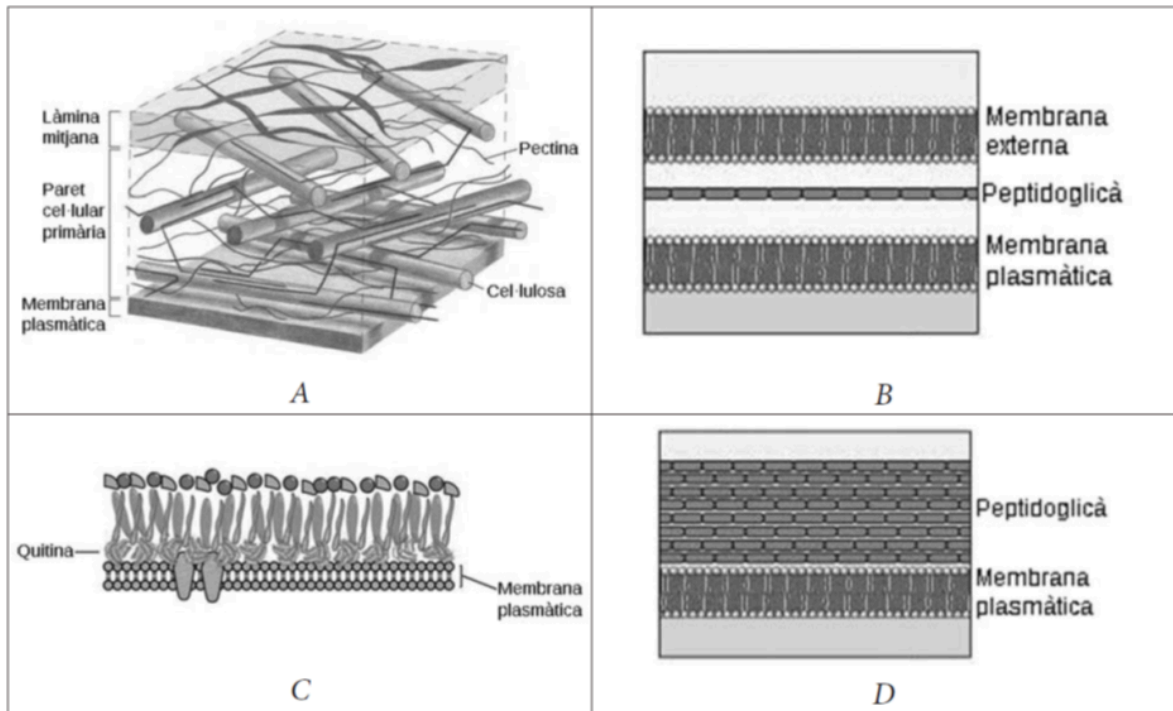 Làmina
mitjana
Paret
cel·lular
primària
Membrana
plasmàtica
Pectina
Cel·lulosa
A
Membrana
externa
Peptidoglicà
Membrana
plasmàtica
B
Quitina
Membrana
plasmàtica
C
Peptidoglicà
Membrana
plasmàtica
D